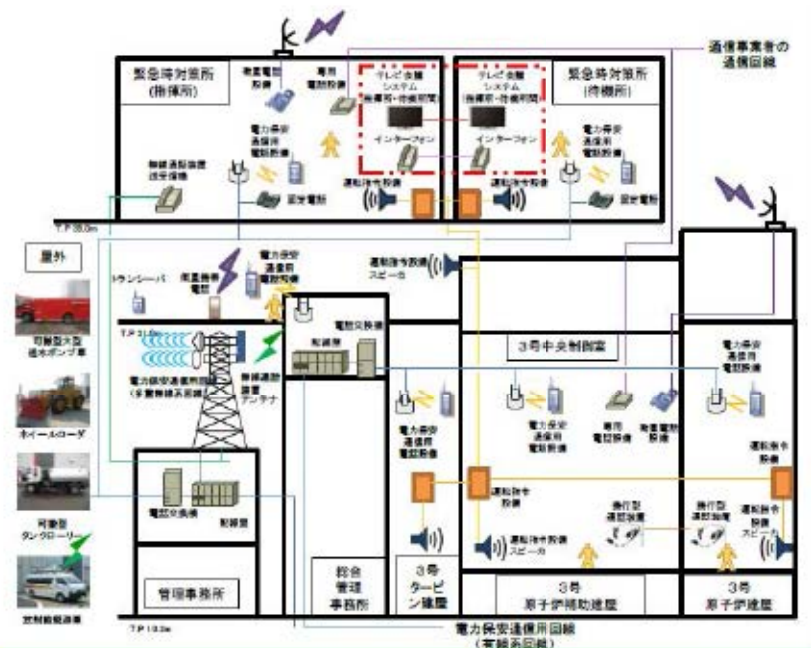 通信事業者の
通信回線
緊急時対策所
(指揮所)
衛星電話
設備
専用
電話設備
テレビ会議
システム
(指揮所・待機所間)
インターフォン
テレビ会議
システム
(指揮所・待機所間)
インターフォン
緊急時対策所
(待機所)
電力保安
通信用
電話設備
無線通話装置
固定電話
運転指令設備
運転指令設備
電力保安
通信用
電話設備
固定電話
屋外
トランシーバ
衛星携帯
電話
電力保安
通信用
電話設備
運転指令設備
スピーカ
可搬型大型
送水ポンプ車
ホイールローダ
可搬型
タンクローリー
電力保安通信用回線
(多重無線系回線)
無線通話
装置
アンテナ
電話交換機
配線盤
3号中央制御室
電力保安
通信用
電話設備
電力保安
通信用
電話設備
専用
電話設備
衛星電話
設備
電力保安
通信用
電話設備
運転指令
設備
運転指令設備
スピーカ
携行型
通話装置
携行型
通話装置
運転指令
設備
運転指令
設備
スピーカ
電話交換機
配線盤
管理事務所
総合
管理
事務所
3号
タービ
ン建屋
3号
原子炉補助建屋
3号
原子炉建屋
電力保安通信用回線
(有線系回線)